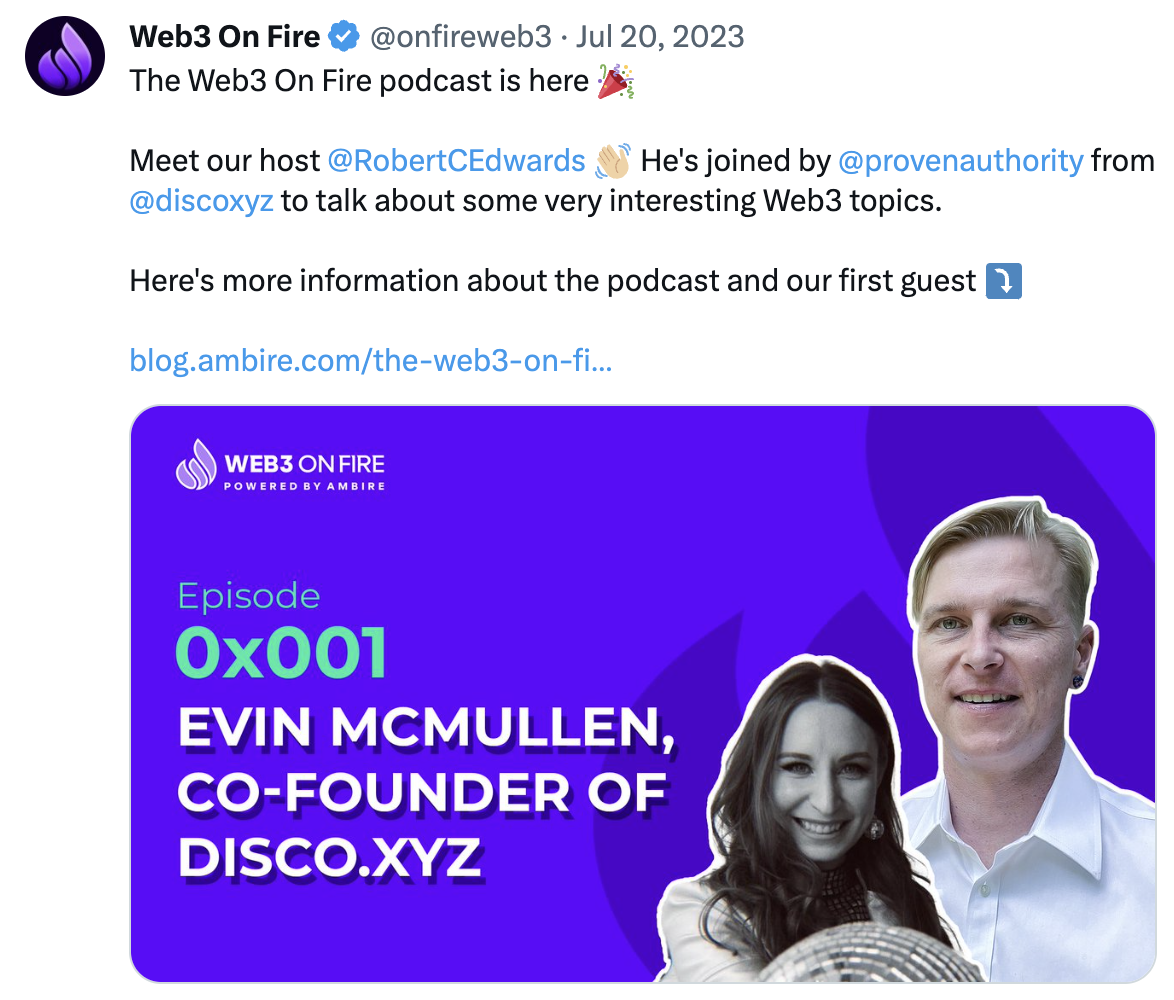 Web3 On Fire @onfireweb3 · Jul 20, 2023
The Web3 On Fire podcast is here 🎉
Meet our host @RobertCEdwards 👋🏼 He's joined by @provenauthority from
@discoxyz to talk about some very interesting Web3 topics.
Here's more information about the podcast and our first guest ⤵️
blog.ambire.com/the-web3-on-fi...
WEB3 ON FIRE
POWERED BY AMBIRE
Episode
0x001
EVIN MCMULLEN,
CO-FOUNDER OF
DISCO.XYZ